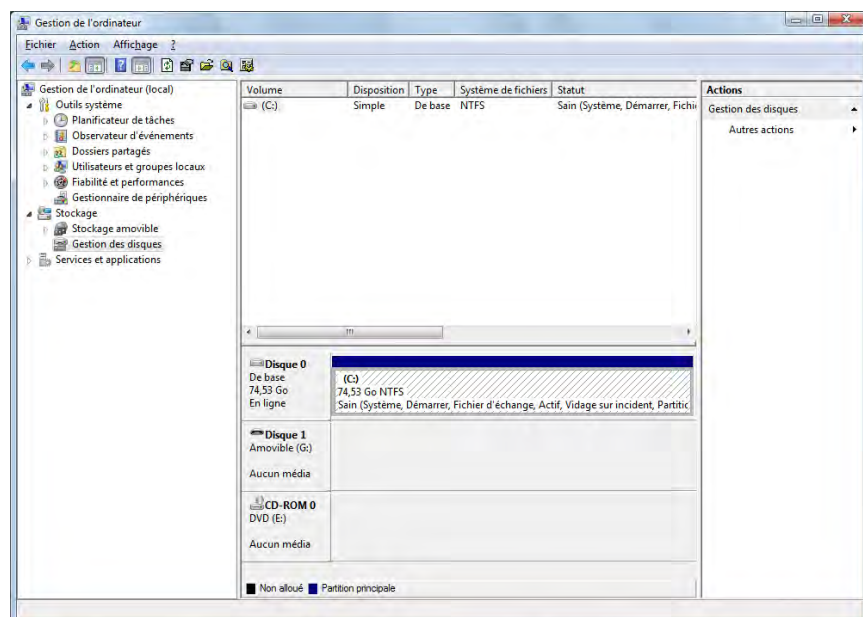 Gestion de l'ordinateur
Fichier Action Affichage ?
Gestion de l'ordinateur (local)
Outils système
Planificateur de tâches
Observateur d'événements
Dossiers partagés
Utilisateurs et groupes locaux
Fiabilité et performances
Gestionnaire de périphériques
Stockage
Stockage amovible
Gestion des disques
Services et applications
Volume Disposition Type Système de fichiers Statut
(C:) Simple De base NTFS Sain (Système, Démarrer, Fichi
Disque 0
De base
74,53 Go
En ligne
(C:)
74,53 Go NTFS
Sain (Système, Démarrer, Fichier d'échange, Actif, Vidage sur incident, Partitic
Disque 1
Amovible (G:)
Aucun média
CD-ROM 0
DVD (E:)
Aucun média
Non alloué Partition principale
Actions
Gestion des disques
Autres actions